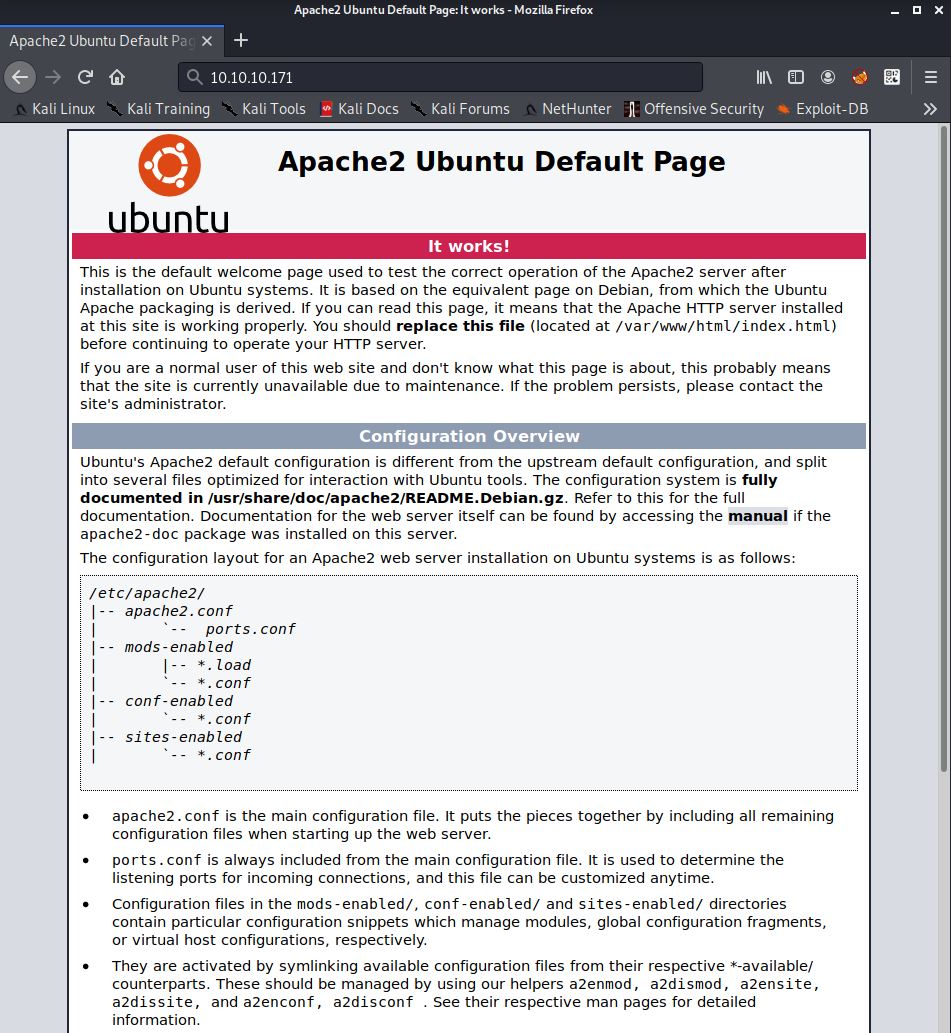 Apache2 Ubuntu Default Page: It works - Mozilla Firefox
Apache2 Ubuntu Default Pag
10.10.10.171
Kali Linux Kali Training Kali Tools Kali Docs Kali Forums NetHunter Offensive Security Exploit-DB
ubuntu
Apache2 Ubuntu Default Page
It works!
This is the default welcome page used to test the correct operation of the Apache2 server after
installation on Ubuntu systems. It is based on the equivalent page on Debian, from which the Ubuntu
Apache packaging is derived. If you can read this page, it means that the Apache HTTP server installed
at this site is working properly. You should replace this file (located at /var/www/html/index.html)
before continuing to operate your HTTP server.
If you are a normal user of this web site and don't know what this page is about, this probably means
that the site is currently unavailable due to maintenance. If the problem persists, please contact the
site's administrator.
Configuration Overview
Ubuntu's Apache2 default configuration is different from the upstream default configuration, and split
into several files optimized for interaction with Ubuntu tools. The configuration system is fully
documented in /usr/share/doc/apache2/README.Debian.gz. Refer to this for the full
documentation. Documentation for the web server itself can be found by accessing the manual if the
apache2-doc package was installed on this server.
The configuration layout for an Apache2 web server installation on Ubuntu systems is as follows:
/etc/apache2/
|-- apache2.conf
|       `--  ports.conf
|-- mods-enabled
|       |-- *.load
|       `-- *.conf
|-- conf-enabled
|       `-- *.conf
|-- sites-enabled
|       `-- *.conf
• apache2.conf is the main configuration file. It puts the pieces together by including all remaining
configuration files when starting up the web server.
• ports.conf is always included from the main configuration file. It is used to determine the
listening ports for incoming connections, and this file can be customized anytime.
• Configuration files in the mods-enabled/, conf-enabled/ and sites-enabled/ directories
contain particular configuration snippets which manage modules, global configuration fragments,
or virtual host configurations, respectively.
• They are activated by symlinking available configuration files from their respective *-available/
counterparts. These should be managed by using our helpers a2enmod, a2dismod, a2ensite,
a2dissite, and a2enconf, a2disconf . See their respective man pages for detailed
information.